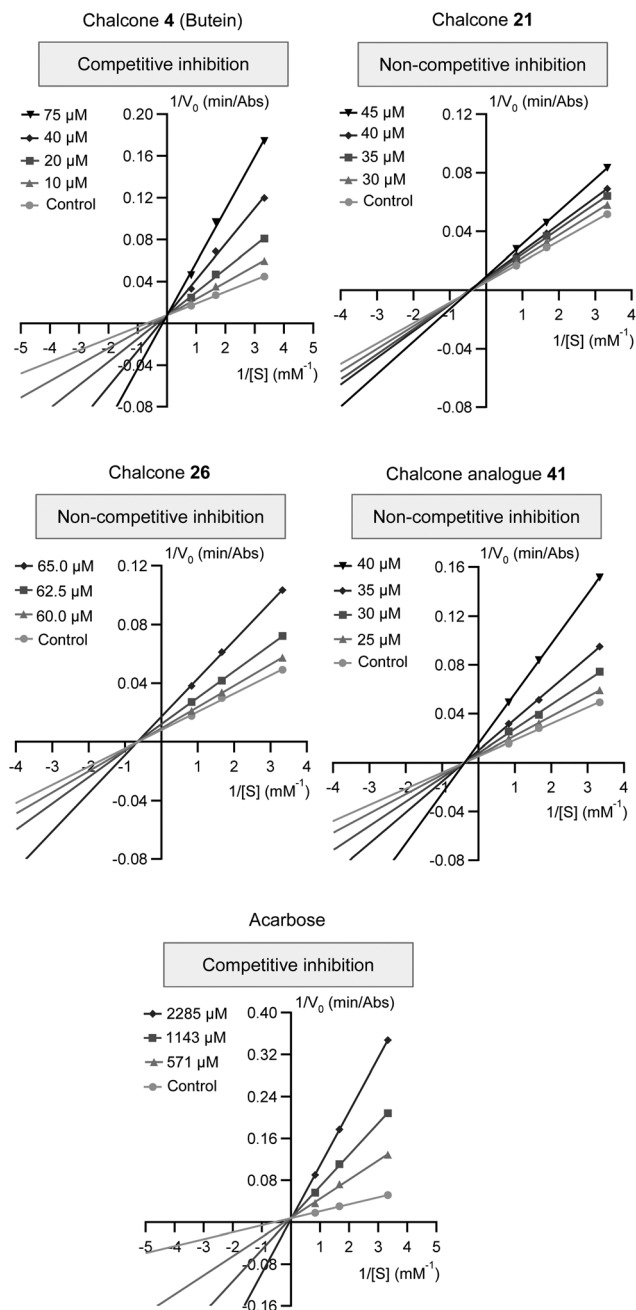 Chalcone 4 (Butein)
Competitive inhibition
1/V0 (min/Abs)
75 µM
40 µM
20 µM
10 µM
Control
0.20
0.16
0.12
0.08
0.04
-5 -4 -3 -2 -1 1 2 3 4 5
-0.04
-0.08
1/[S] (mM-1)
Chalcone 21
Non-competitive inhibition
1/V0 (min/Abs)
45 µM
40 µM
35 µM
30 µM
Control
0.12
0.08
0.04
-4 -3 -2 -1 1 2 3 4
-0.04
-0.08
1/[S] (mM-1)
Chalcone 26
Non-competitive inhibition
1/V0 (min/Abs)
65.0 µM
62.5 µM
60.0 µM
Control
0.12
0.08
0.04
-4 -3 -2 -1 1 2 3 4
-0.04
-0.08
1/[S] (mM-1)
Chalcone analogue 41
Non-competitive inhibition
1/V0 (min/Abs)
40 µM
35 µM
30 µM
25 µM
Control
0.16
0.12
0.08
0.04
-4 -3 -2 -1 1 2 3 4
-0.04
-0.08
1/[S] (mM-1)
Acarbose
Competitive inhibition
1/V0 (min/Abs)
2285 µM
1143 µM
571 µM
Control
0.40
0.32
0.24
0.16
0.08
-5 -4 -3 -2 -1 1 2 3 4 5
-0.08
-0.16
1/[S] (mM-1)